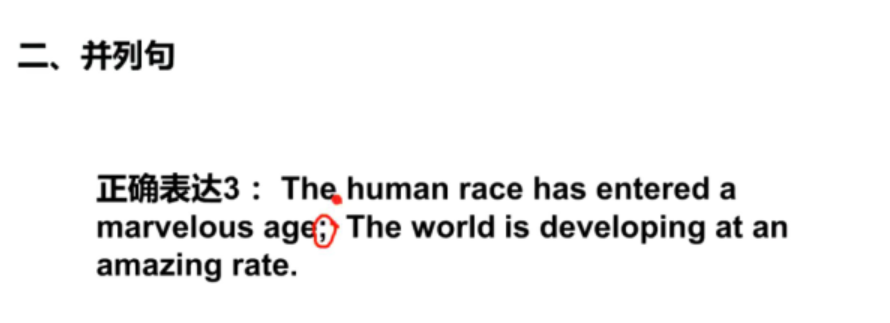 二、并列句
正确表达3： The human race has entered a
marvelous age; The world is developing at an
amazing rate.